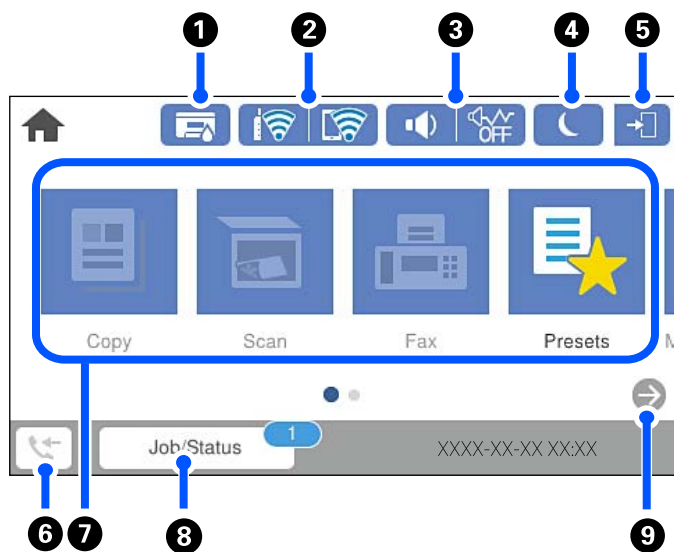 1 2 3 4 5
OFF
Copy Scan Fax Presets M
Job/Status 1 XXXX-XX-XX XX:XX
6 7 8 9